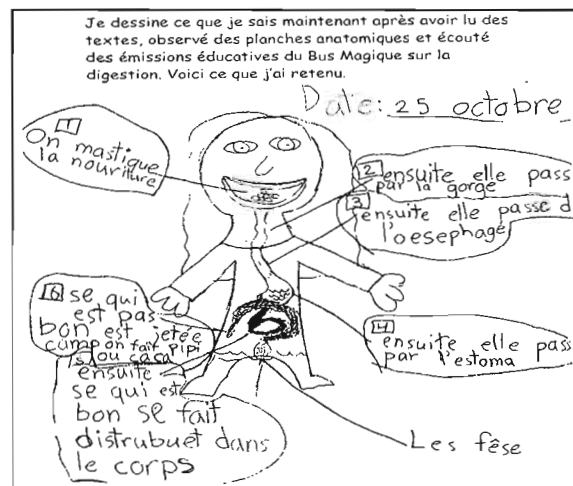 Je dessine ce que je sais maintenant après avoir lu des
textes, observé des planches anatomiques et écouté
des émissions éducatives du Bus Magique sur la
digestion. Voici ce que j'ai retenu.
Date: 25 octobre
1
On mastique
la nouriture
2 ensuite elle pass
par la gorge
3
ensuite elle passe d
l'oesephage
4
ensuite elle pass
par l'estoma
6 se qui
est pas
bon est jetée
on fait pipi
ou caca
5
ensuite
se qui est
bon se fait
distrubuet dans
le corps
Les fêse